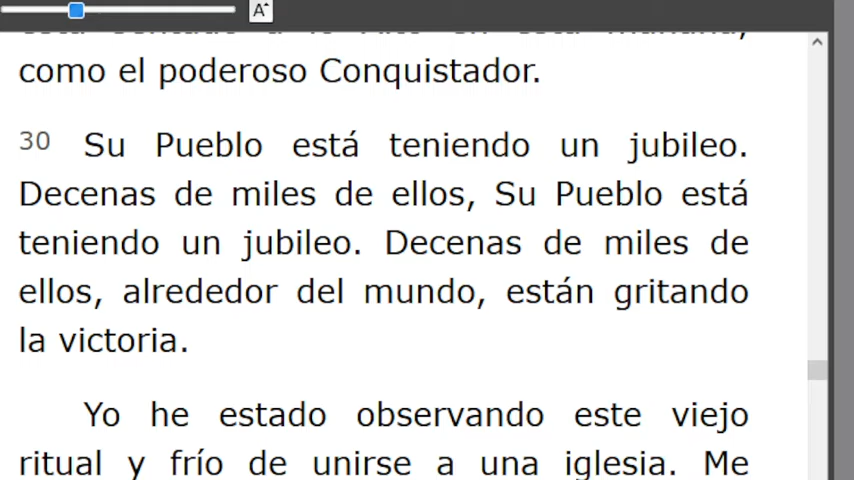 A
como el poderoso Conquistador.
30 Su Pueblo está teniendo un jubileo.
Decenas de miles de ellos, Su Pueblo está
teniendo un jubileo. Decenas de miles de
ellos, alrededor del mundo, están gritando
la victoria.
Yo he estado observando este viejo
ritual y frío de unirse a una iglesia. Me